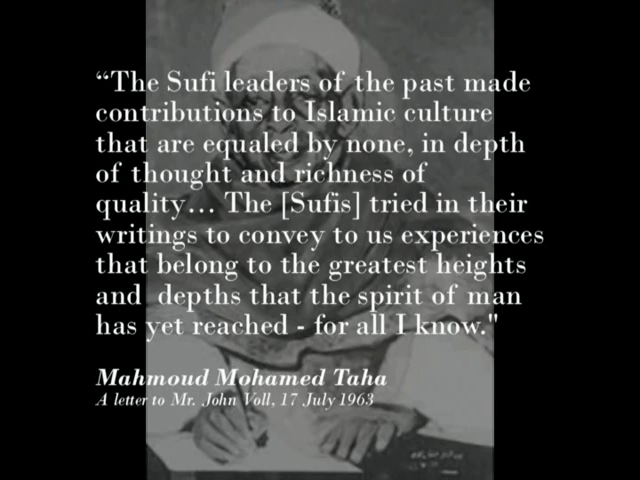 “The Sufi leaders of the past made
contributions to Islamic culture
that are equaled by none, in depth
of thought and richness of
quality… The [Sufis] tried in their
writings to convey to us experiences
that belong to the greatest heights
and depths that the spirit of man
has yet reached - for all I know."
Mahmoud Mohamed Taha
A letter to Mr. John Voll, 17 July 1963